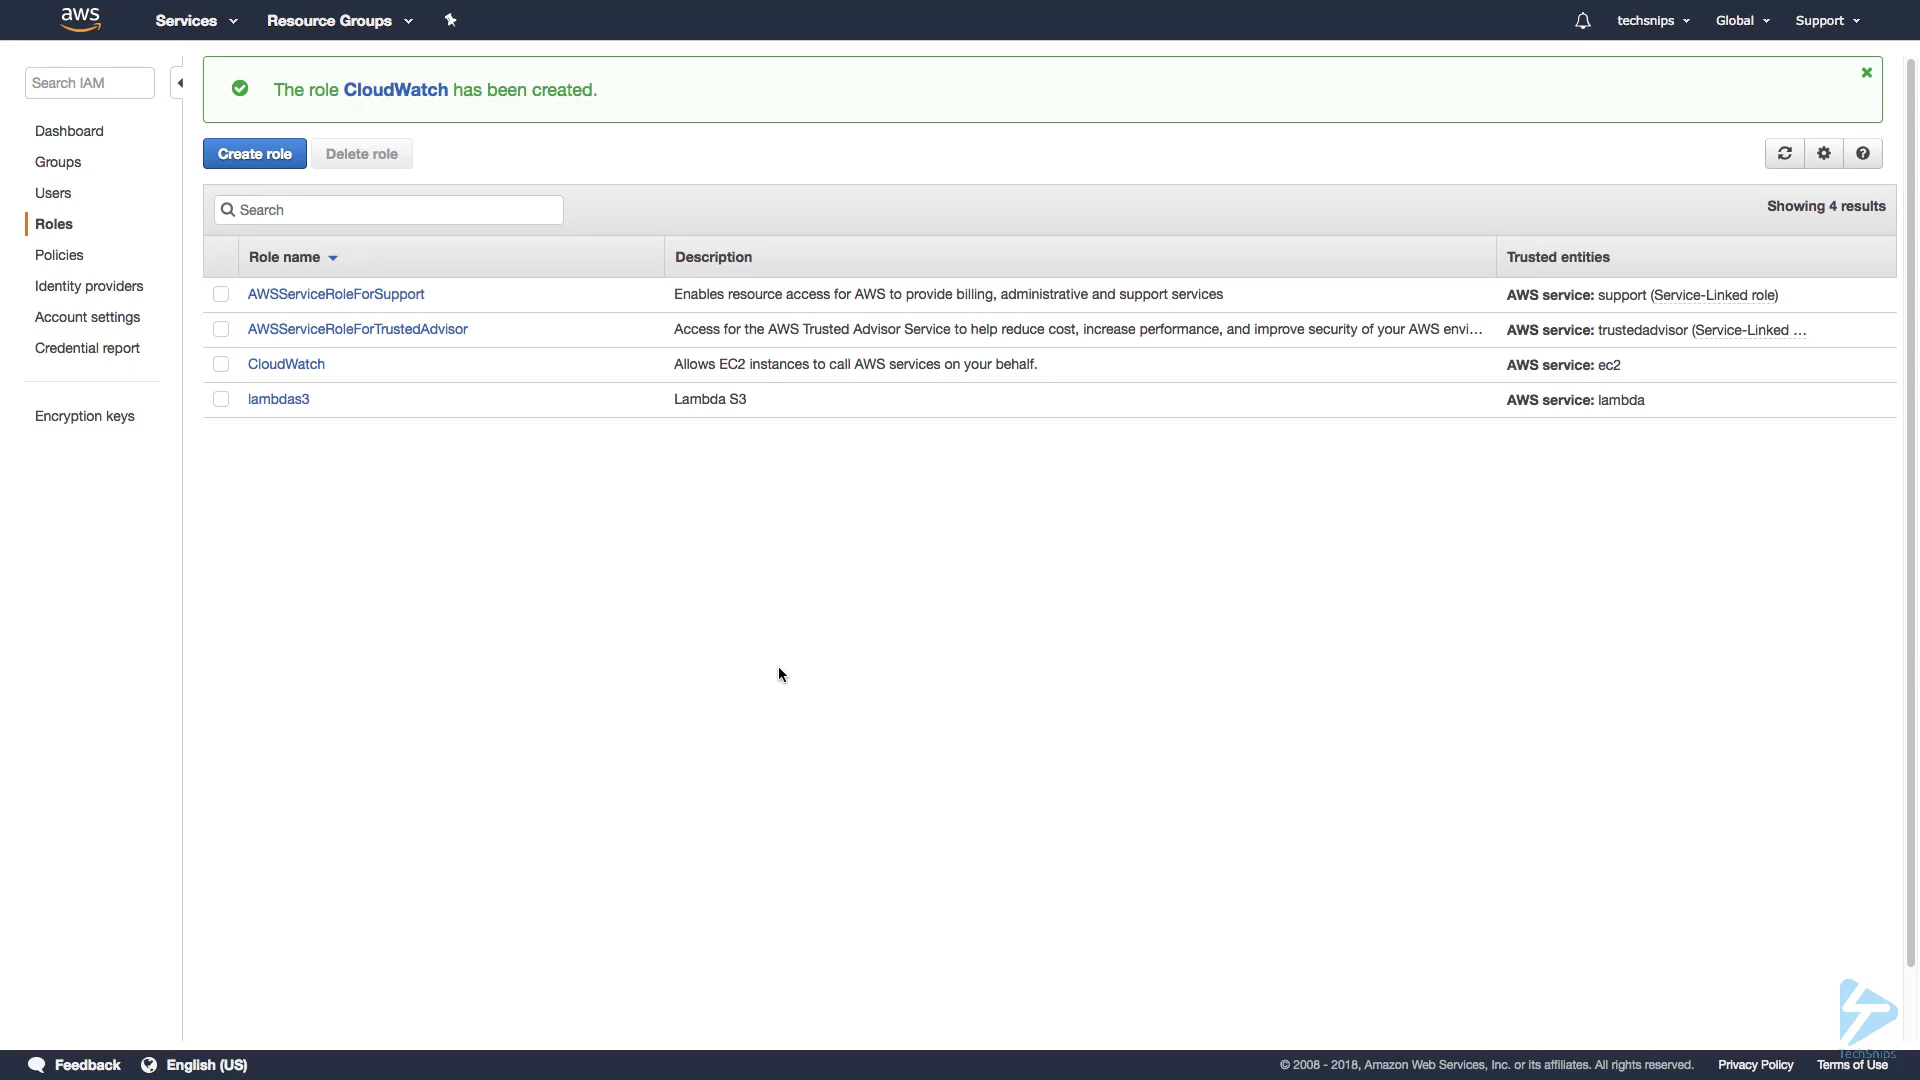 aws Services Resource Groups techsnips Global Support
Search IAM
The role CloudWatch has been created.
Dashboard
Groups
Users
Roles
Policies
Identity providers
Account settings
Credential report
Encryption keys
Create role Delete role
Search
Showing 4 results
Role name Description Trusted entities
AWSServiceRoleForSupport Enables resource access for AWS to provide billing, administrative and support services AWS service: support (Service-Linked role)
AWSServiceRoleForTrustedAdvisor Access for the AWS Trusted Advisor Service to help reduce cost, increase performance, and improve security of your AWS envi... AWS service: trustedadvisor (Service-Linked ...
CloudWatch Allows EC2 instances to call AWS services on your behalf. AWS service: ec2
lambdas3 Lambda S3 AWS service: lambda
TechSnips
Feedback English (US) © 2008 - 2018, Amazon Web Services, Inc. or its affiliates. All rights reserved. Privacy Policy Terms of Use